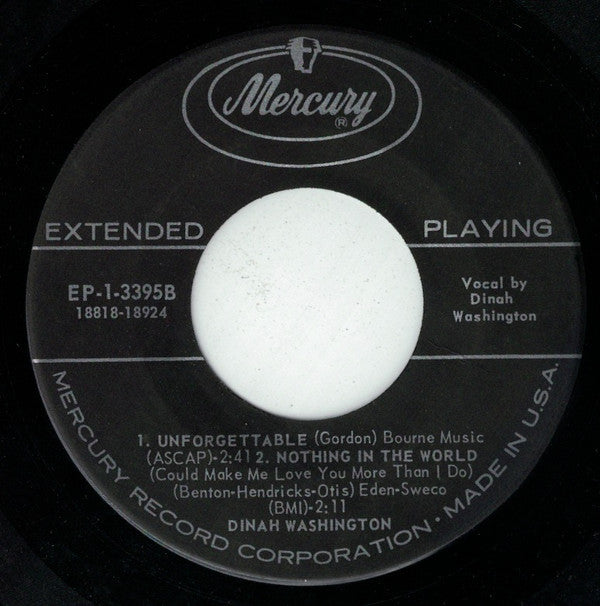 Mercury
®
EXTENDED PLAYING
EP-1-3395B
18818-18924
Vocal by
Dinah
Washington
1. UNFORGETTABLE (Gordon) Bourne Music
(ASCAP)-2:41 2. NOTHING IN THE WORLD
(Could Make Me Love You More Than I Do)
(Benton-Hendricks-Otis) Eden-Sweco
(BMI)-2:11
DINAH WASHINGTON
MERCURY RECORD CORPORATION • MADE IN U.S.A.